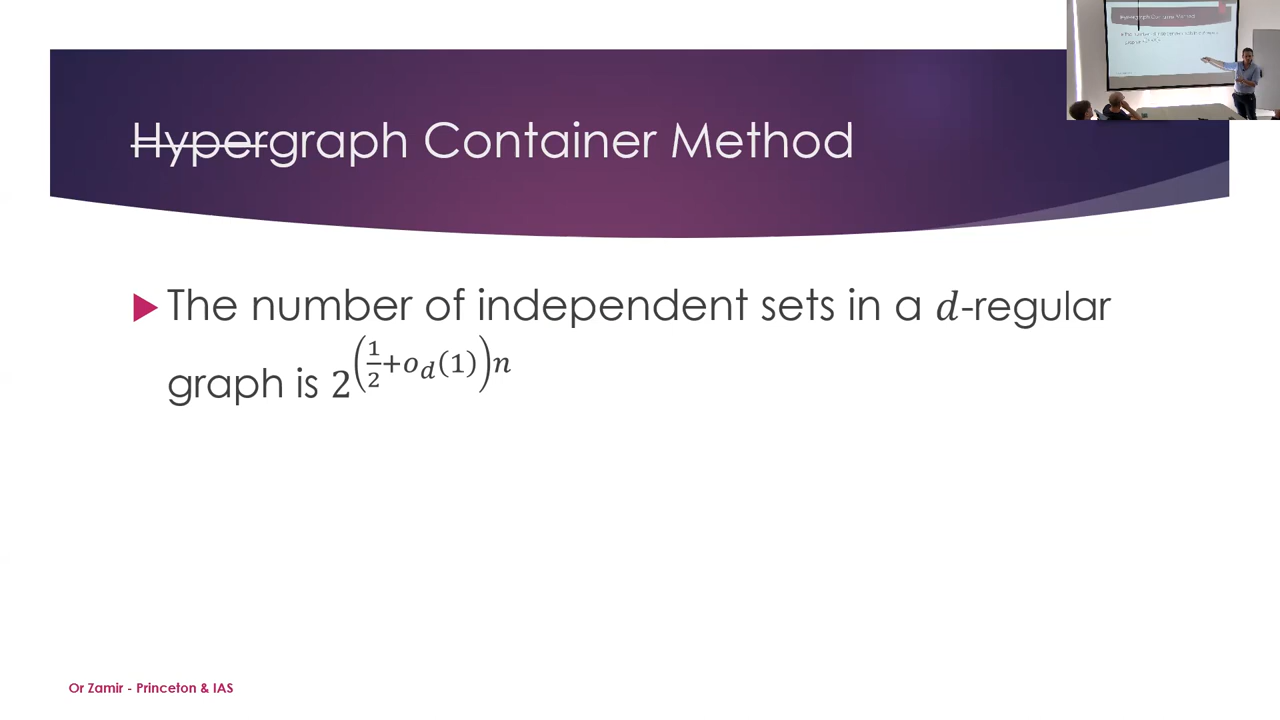 Hypergraph Container Method
The number of independent sets in a d-regular
graph is 2^(1/2+o_d(1))n
Or Zamir - Princeton & IAS